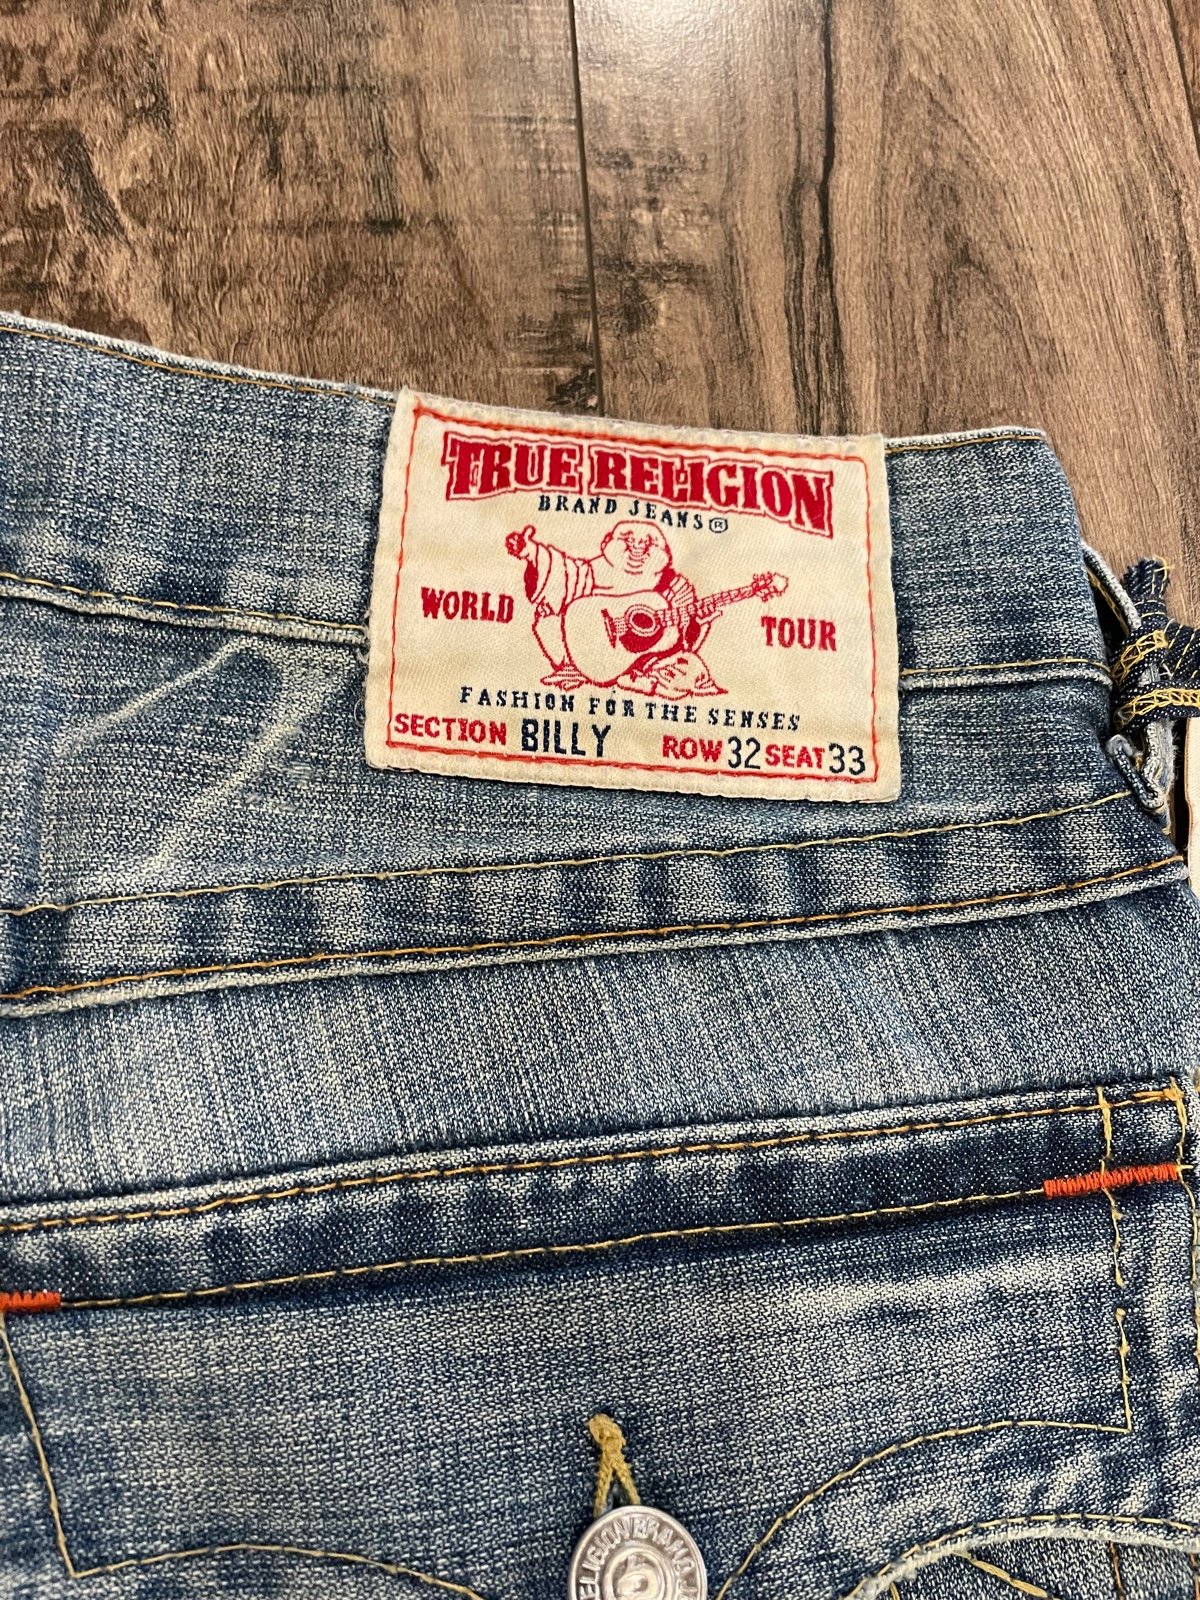 TRUE RELIGION
BRAND JEANS ®
WORLD TOUR
FASHION FOR THE SENSES
SECTION BILLY ROW 32 SEAT 33